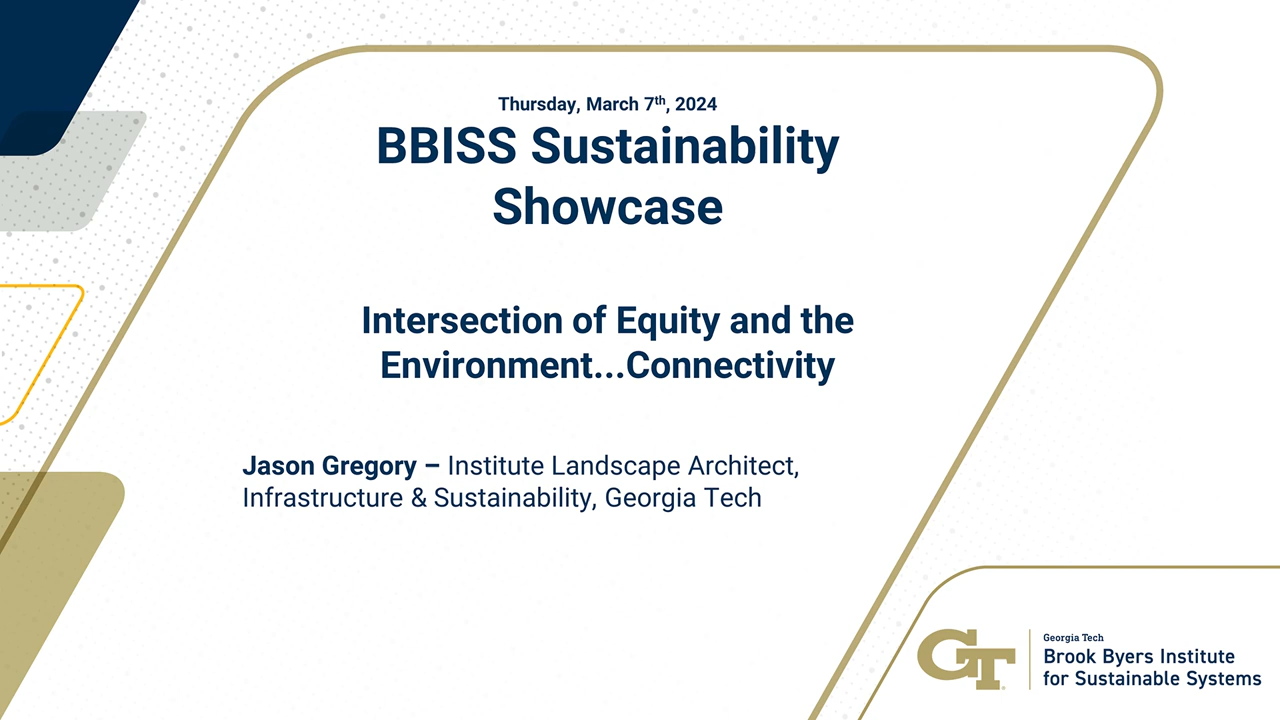 Thursday, March 7th, 2024
BBISS Sustainability
Showcase
Intersection of Equity and the
Environment...Connectivity
Jason Gregory – Institute Landscape Architect,
Infrastructure & Sustainability, Georgia Tech
GT
Georgia Tech
Brook Byers Institute
for Sustainable Systems